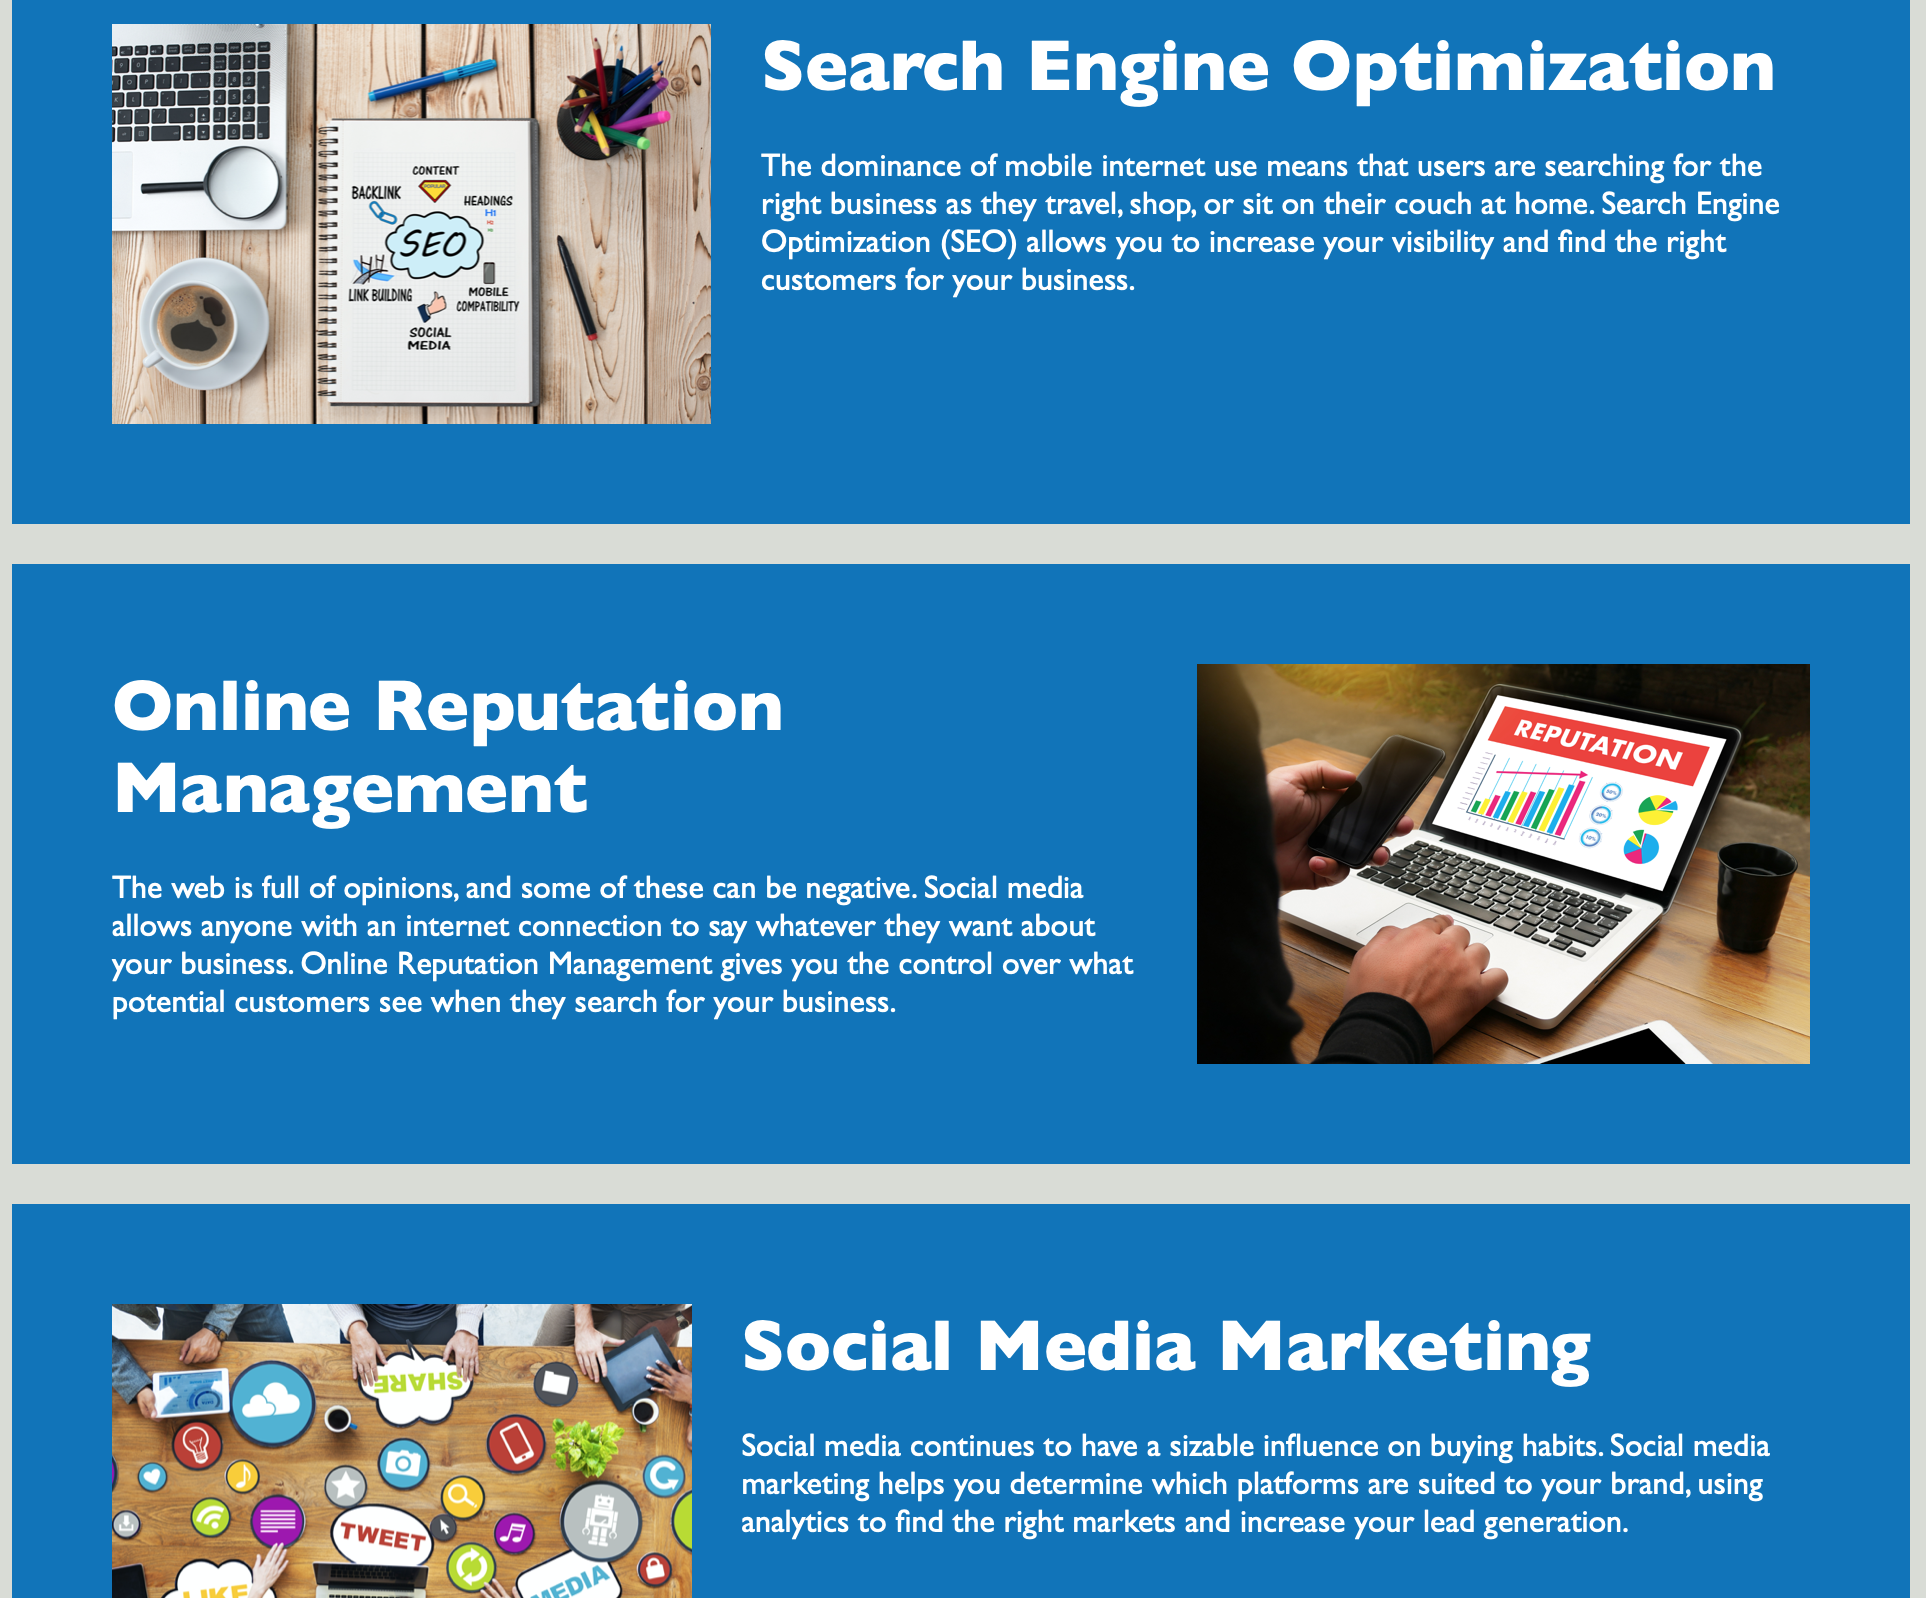 Search Engine Optimization
The dominance of mobile internet use means that users are searching for the
right business as they travel, shop, or sit on their couch at home. Search Engine
Optimization (SEO) allows you to increase your visibility and find the right
customers for your business.
CONTENT
POPULAR
BACKLINK
HEADINGS
H1
SEO
LINK BUILDING
MOBILE
COMPATIBILITY
SOCIAL
MEDIA
Online Reputation
Management
The web is full of opinions, and some of these can be negative. Social media
allows anyone with an internet connection to say whatever they want about
your business. Online Reputation Management gives you the control over what
potential customers see when they search for your business.
REPUTATION
Social Media Marketing
Social media continues to have a sizable influence on buying habits. Social media
marketing helps you determine which platforms are suited to your brand, using
analytics to find the right markets and increase your lead generation.
SHARE
TWEET
LIKE
MEDIA